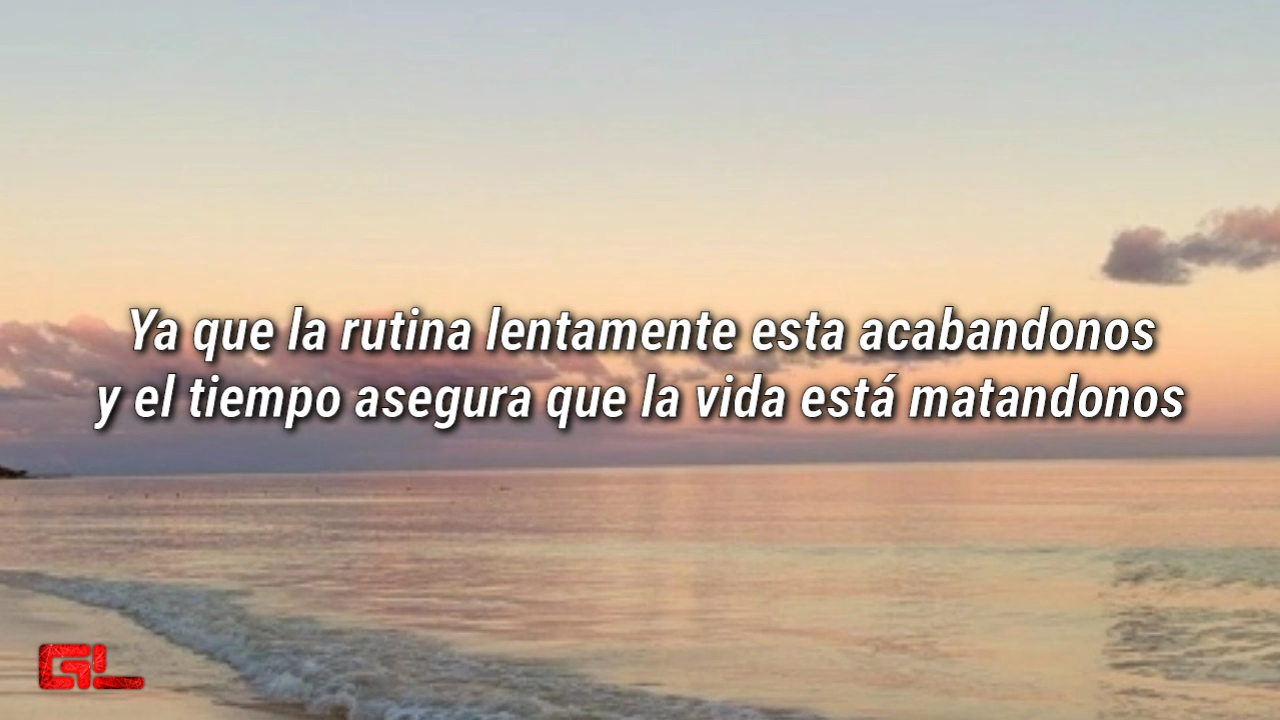 Ya que la rutina lentamente esta acabandonos
y el tiempo asegura que la vida está matandonos
GL